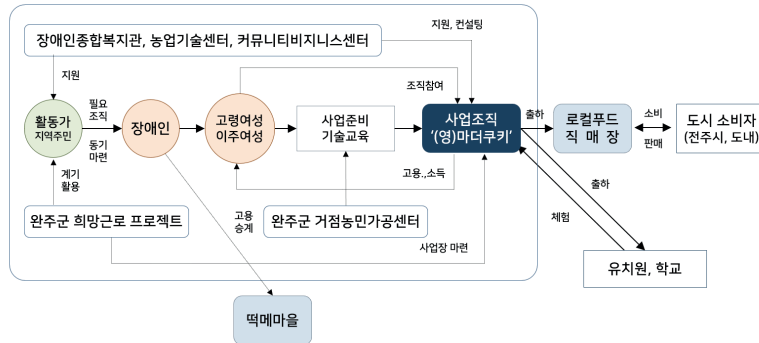 장애인종합복지관, 농업기술센터, 커뮤니티비지니스센터
지원, 컨설팅
지원
조직참여
활동가
지역주민
필요
조직
동기
마련
장애인
고령여성
이주여성
사업준비
기술교육
사업조직
‘(영)마더쿠키’
출하
로컬푸드
직 매 장
소비
판매
도시 소비자
(전주시, 도내)
계기
활용
고용.,소득
출하
체험
완주군 희망근로 프로젝트
고용
승계
완주군 거점농민가공센터
사업장 마련
유치원, 학교
떡메마을